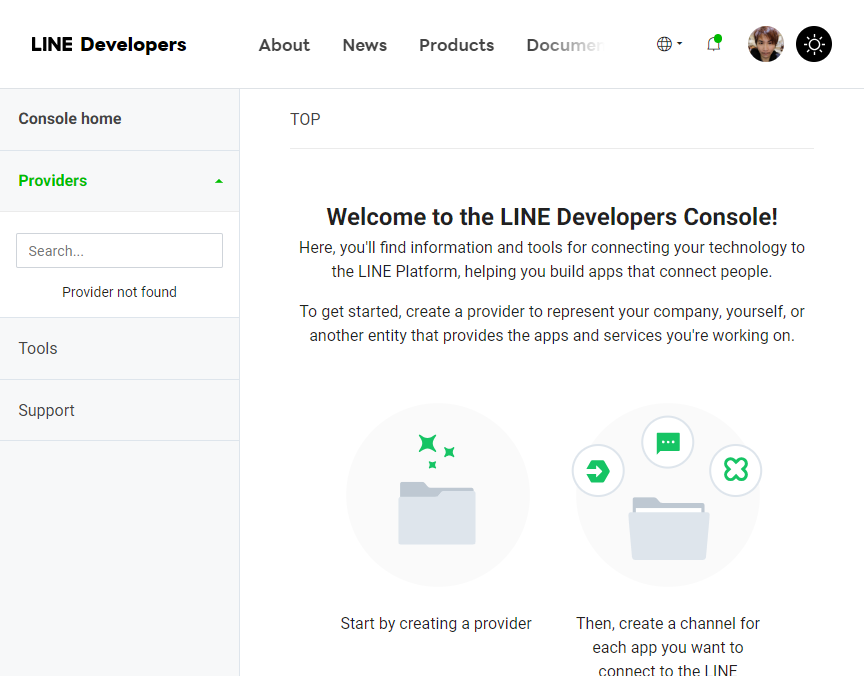 LINE Developers
About
News
Products
Documen
Console home
Providers
Search...
Provider not found
Tools
Support
TOP
Welcome to the LINE Developers Console!
Here, you'll find information and tools for connecting your technology to
the LINE Platform, helping you build apps that connect people.
To get started, create a provider to represent your company, yourself, or
another entity that provides the apps and services you're working on.
Start by creating a provider
Then, create a channel for
each app you want to
connect to the LINE